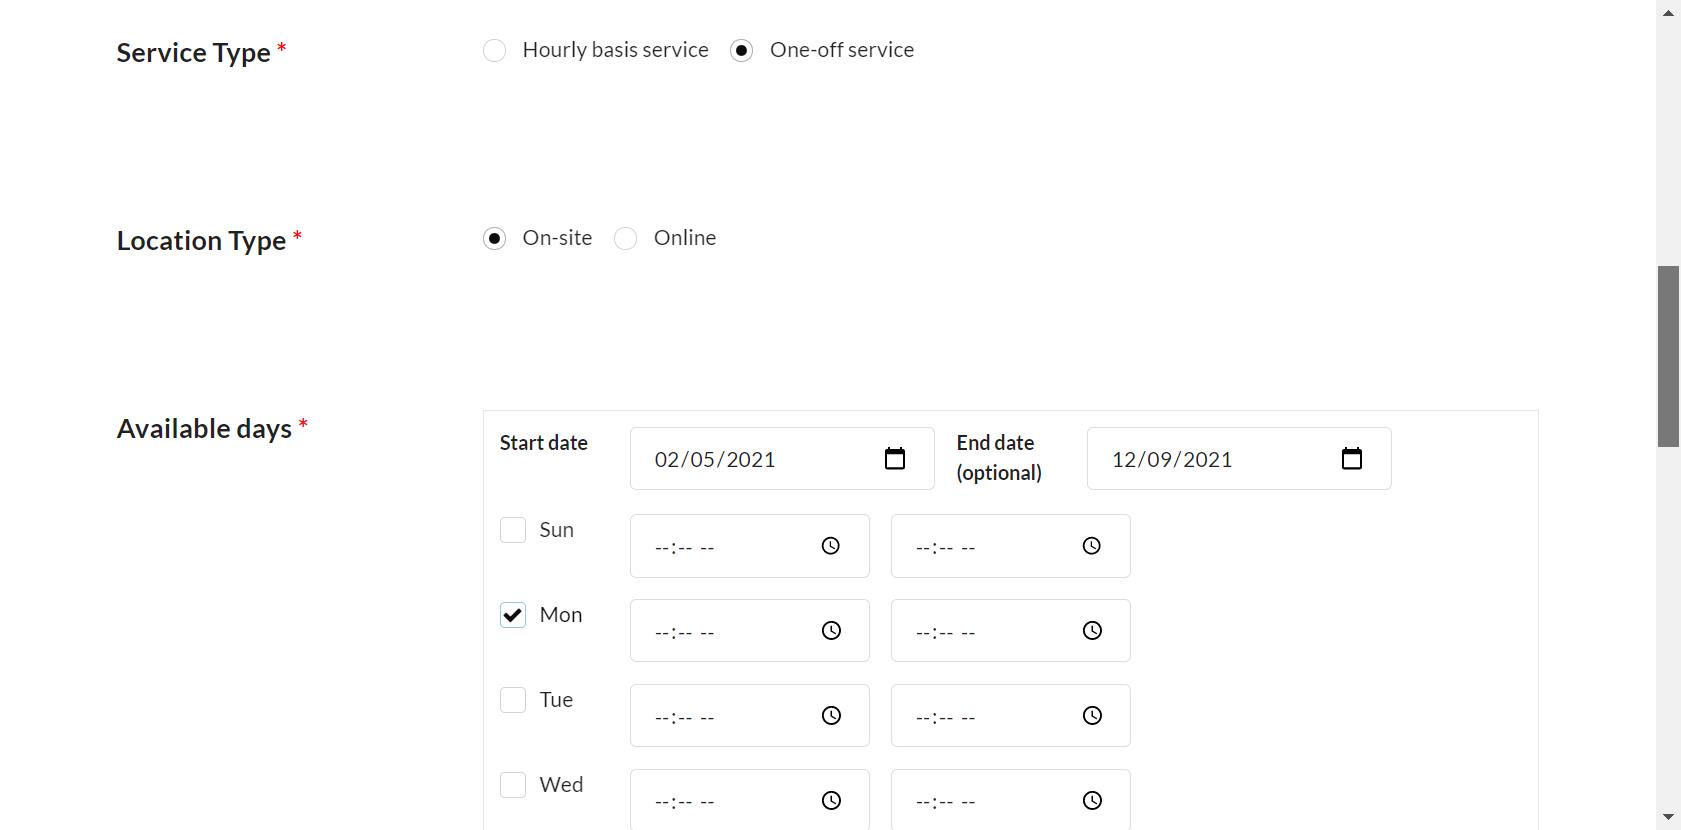 Service Type * Hourly basis service One-off service
Location Type * On-site Online
Available days *
Start date 02/05/2021 End date (optional) 12/09/2021
Sun --:-- -- --:-- --
Mon --:-- -- --:-- --
Tue --:-- -- --:-- --
Wed --:-- -- --:-- --